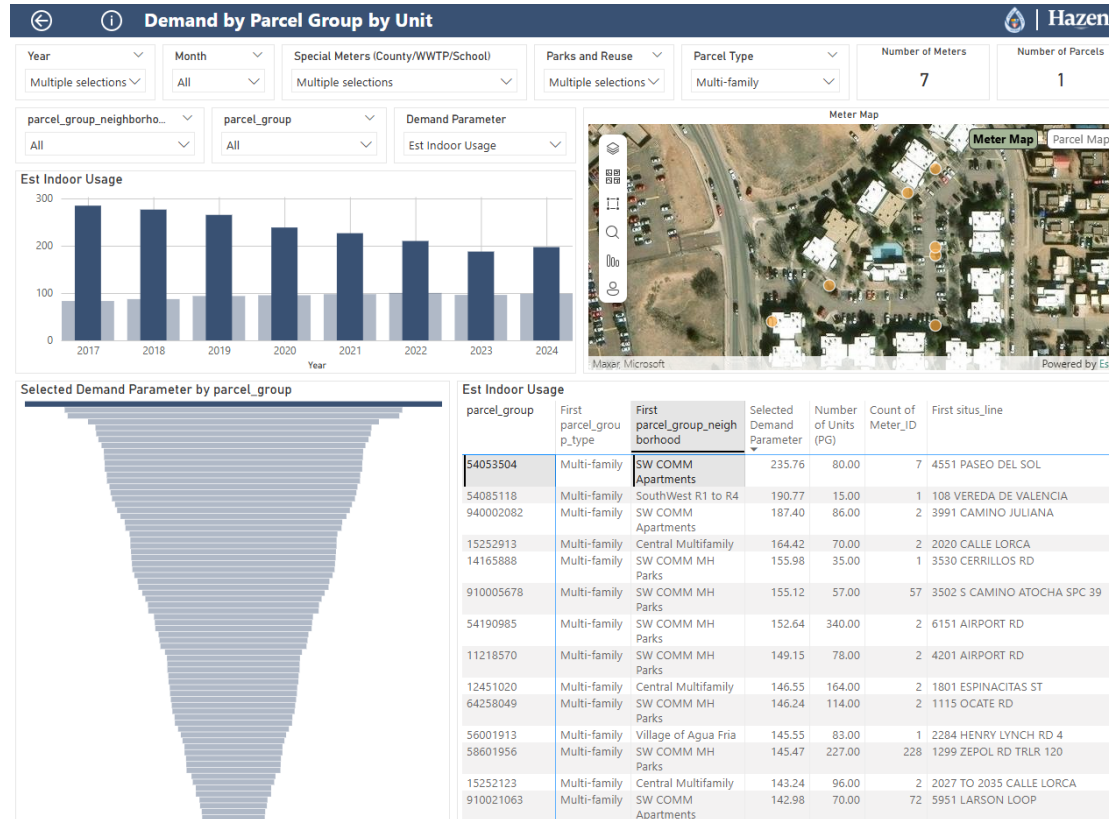 Demand by Parcel Group by Unit
Hazen
Year
Multiple selections
Month
All
Special Meters (County/WWTP/School)
Multiple selections
Parks and Reuse
Multiple selections
Parcel Type
Multi-family
Number of Meters
7
Number of Parcels
1
parcel_group_neighborho...
All
parcel_group
All
Demand Parameter
Est Indoor Usage
Meter Map
Meter Map
Parcel Map
Maxar, Microsoft
Powered by Es
Est Indoor Usage
300
200
100
0
2017 2018 2019 2020 2021 2022 2023 2024
Year
Selected Demand Parameter by parcel_group
Est Indoor Usage
parcel_group First parcel_grou p_type First parcel_group_neigh borhood Selected Demand Parameter Number of Units (PG) Count of Meter_ID First situs_line
54053504 Multi-family SW COMM Apartments 235.76 80.00 7 4551 PASEO DEL SOL
54085118 Multi-family SouthWest R1 to R4 190.77 15.00 1 108 VEREDA DE VALENCIA
940002082 Multi-family SW COMM Apartments 187.40 86.00 2 3991 CAMINO JULIANA
15252913 Multi-family Central Multifamily 164.42 70.00 2 2020 CALLE LORCA
14165888 Multi-family SW COMM MH Parks 155.98 35.00 1 3530 CERRILLOS RD
910005678 Multi-family SW COMM MH Parks 155.12 57.00 57 3502 S CAMINO ATOCHA SPC 39
54190985 Multi-family SW COMM MH Parks 152.64 340.00 2 6151 AIRPORT RD
11218570 Multi-family SW COMM MH Parks 149.15 78.00 2 4201 AIRPORT RD
12451020 Multi-family Central Multifamily 146.55 164.00 2 1801 ESPINACITAS ST
64258049 Multi-family SW COMM MH Parks 146.24 114.00 2 1115 OCATE RD
56001913 Multi-family Village of Agua Fria 145.55 83.00 1 2284 HENRY LYNCH RD 4
58601956 Multi-family SW COMM MH Parks 145.47 227.00 228 1299 ZEPOL RD TRLR 120
15252123 Multi-family Central Multifamily 143.24 96.00 2 2027 TO 2035 CALLE LORCA
910021063 Multi-family SW COMM Apartments 142.98 70.00 72 5951 LARSON LOOP